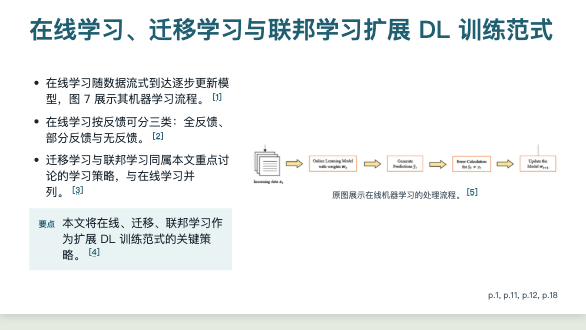 在线学习、迁移学习与联邦学习扩展 DL 训练范式
• 在线学习随数据流式到达逐步更新模
型，图 7 展示其机器学习流程。 [1]
• 在线学习按反馈可分三类：全反馈、
部分反馈与无反馈。 [2]
• 迁移学习与联邦学习同属本文重点讨
论的学习策略，与在线学习并
列。 [3]
要点 本文将在线、迁移、联邦学习作
为扩展 DL 训练范式的关键策
略。 [4]
Incoming data
Online Learning Model
with weights
Generate
Predictions
Error Calculation
Update the
Model
原图展示在线机器学习的处理流程。 [5]
p.1, p.11, p.12, p.18